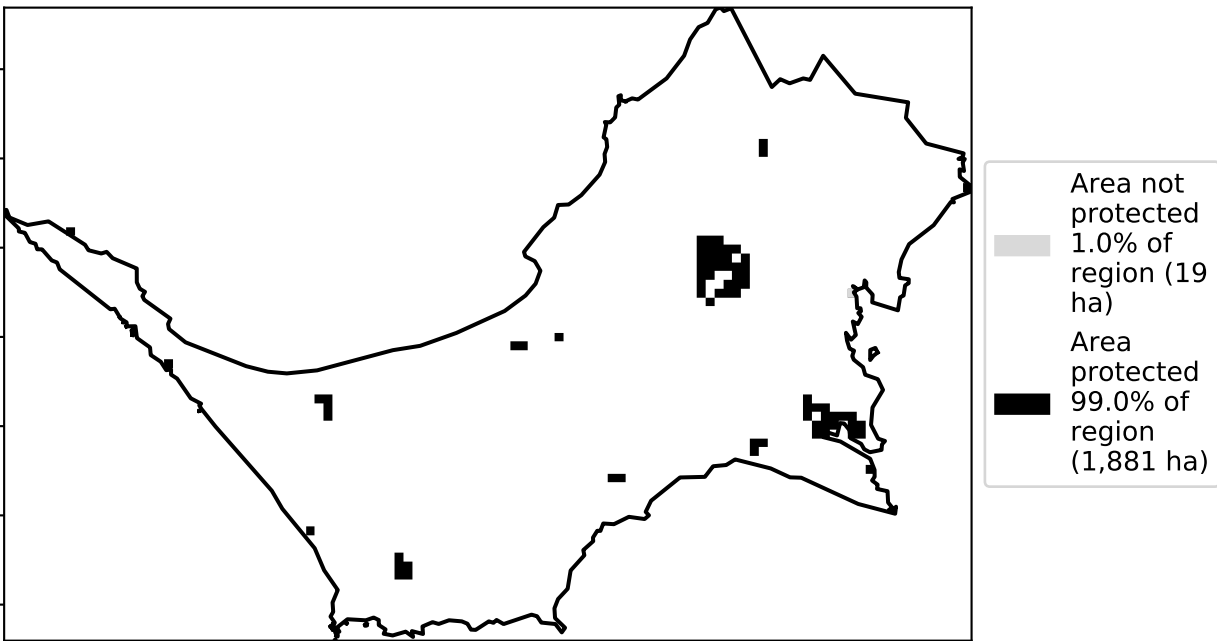 Area not
protected
1.0% of
region (19
ha)
Area
protected
99.0% of
region
(1,881 ha)